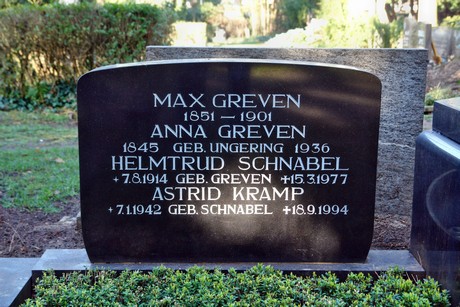 MAX GREVEN
1851 — 1901
ANNA GREVEN
1845 GEB. UNGERING 1936
HELMTRUD SCHNABEL
+7.8.1914 GEB. GREVEN +15.3.1977
ASTRID KRAMP
+7.1.1942 GEB. SCHNABEL +18.9.1994